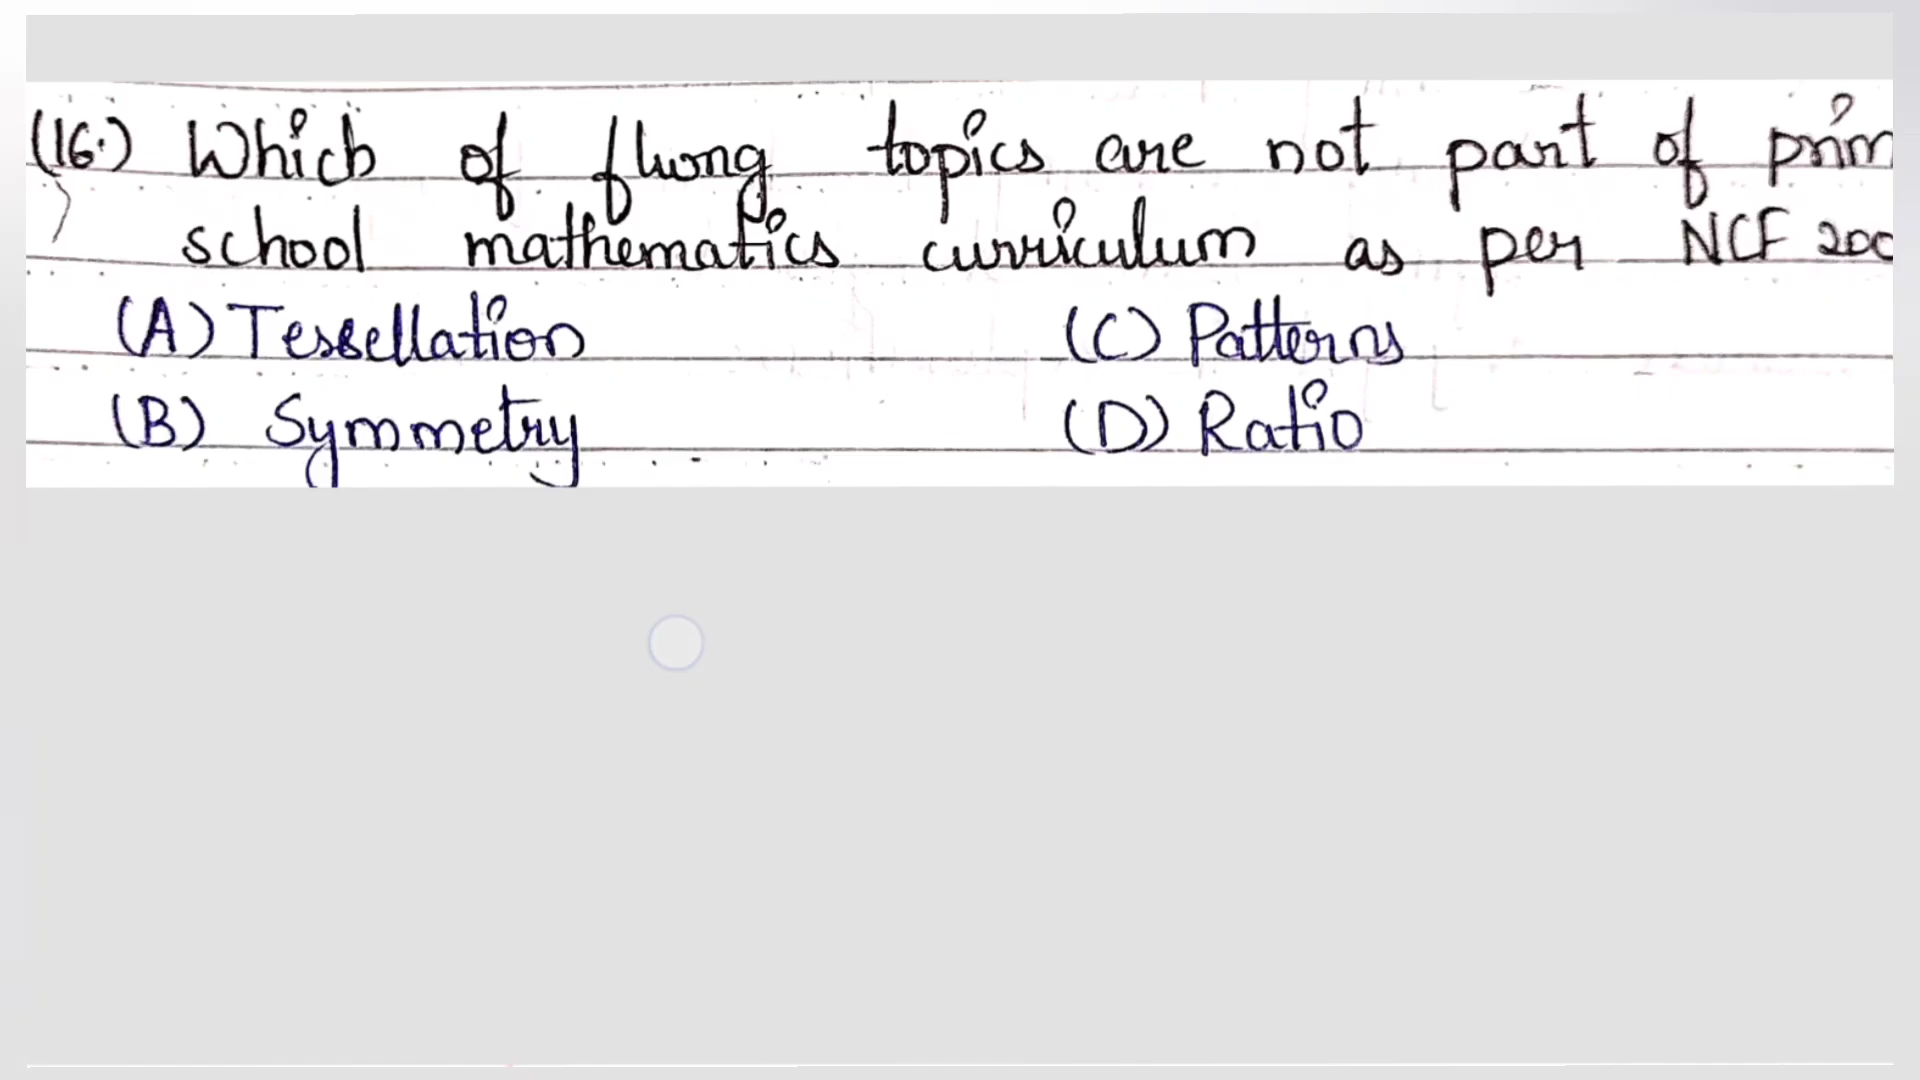 (16.) Which of flwong topics are not part of prim
school mathematics curriculum as per NCF 200
(A) Tessellation (C) Patterns
(B) Symmetry (D) Ratio